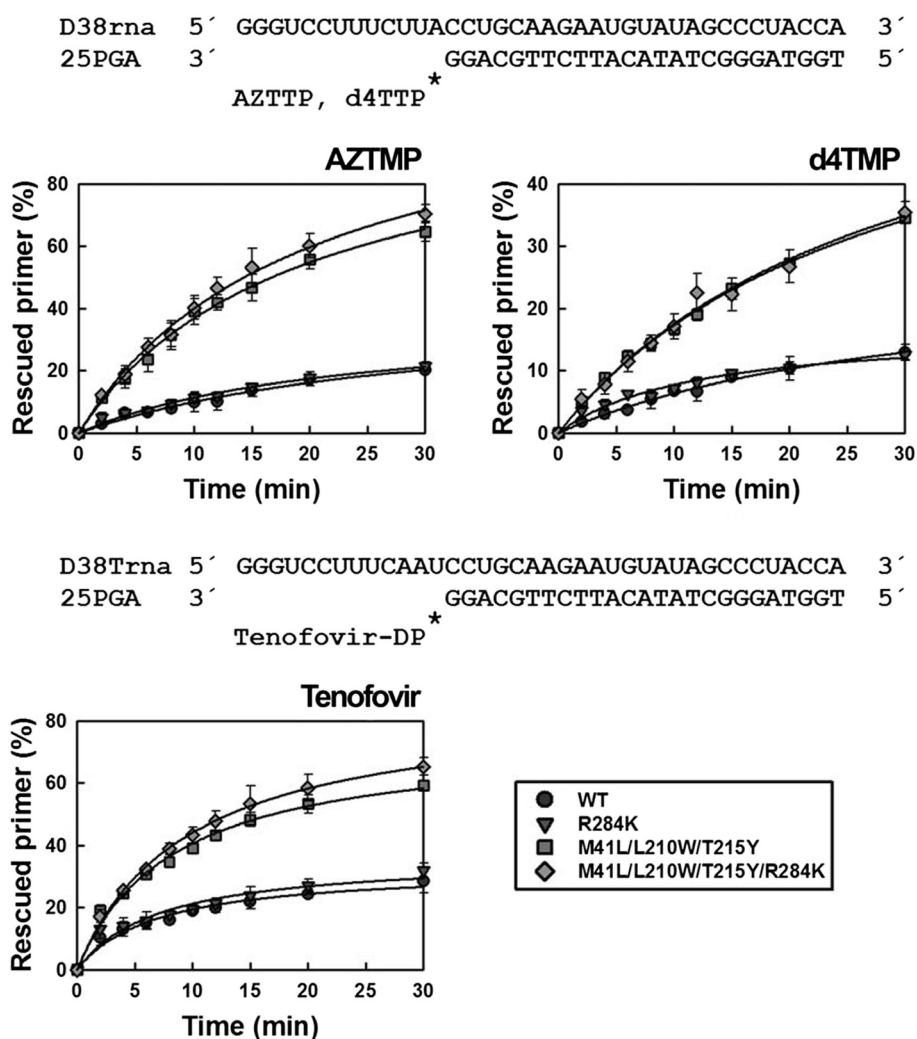 D38rna 5´ GGGUCCUUUCUUACCUGCAAGAAUGUAUAGCCCUACCA 3´
25PGA 3´ GGACGTTCTTACATATCGGGATGGT 5´
AZTTP, d4TTP*
AZTMP
Rescued primer (%)
80
60
40
20
0
0 5 10 15 20 25 30
Time (min)
d4TMP
Rescued primer (%)
40
30
20
10
0
0 5 10 15 20 25 30
Time (min)
D38Trna 5´ GGGUCCUUUCAAUCCUGCAAGAAUGUAUAGCCCUACCA 3´
25PGA 3´ GGACGTTCTTACATATCGGGATGGT 5´
Tenofovir-DP*
Tenofovir
Rescued primer (%)
80
60
40
20
0
0 5 10 15 20 25 30
Time (min)
WT
R284K
M41L/L210W/T215Y
M41L/L210W/T215Y/R284K